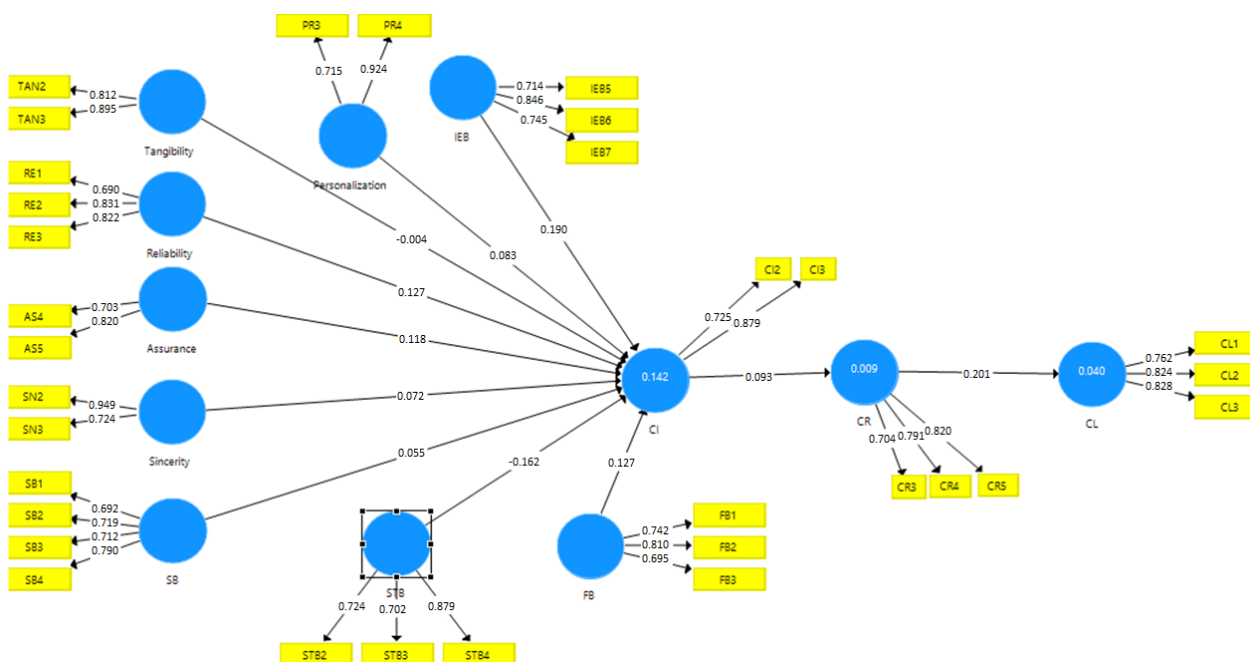 PR3 PR4
0.715 0.924
TAN2
0.812
TAN3
0.895
Tangibility
Personalization
IEB
0.714
IEB5
0.846
IEB6
0.745
IEB7
RE1
0.690
RE2
0.831
RE3
0.822
Reliability
-0.004
0.083
0.190
0.127
AS4
0.703
AS5
0.820
Assurance
0.118
CI2 CI3
0.725
0.879
SN2
0.949
SN3
0.724
Sincerity
0.072
0.142
CI
0.093
0.009
CR
0.201
0.040
CL
0.762
CL1
0.824
CL2
0.828
CL3
0.704
0.791
0.820
CR3 CR4 CR5
SB1
0.692
SB2
0.719
SB3
0.712
SB4
0.790
SB
0.055
-0.162
0.127
STB
0.724
0.702
0.879
STB2 STB3 STB4
FB
0.742
FB1
0.810
FB2
0.695
FB3